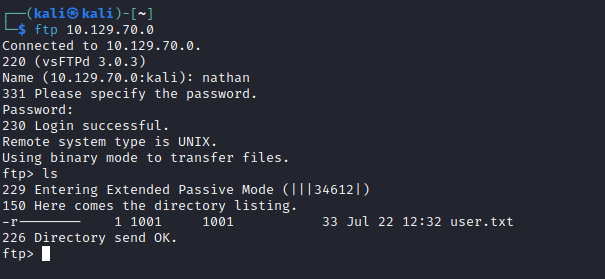 ┌──(kali㉿kali)-[~]
└─$ ftp 10.129.70.0
Connected to 10.129.70.0.
220 (vsFTPd 3.0.3)
Name (10.129.70.0:kali): nathan
331 Please specify the password.
Password:
230 Login successful.
Remote system type is UNIX.
Using binary mode to transfer files.
ftp> ls
229 Entering Extended Passive Mode (|||34612|)
150 Here comes the directory listing.
-r--------    1 1001     1001           33 Jul 22 12:32 user.txt
226 Directory send OK.
ftp>